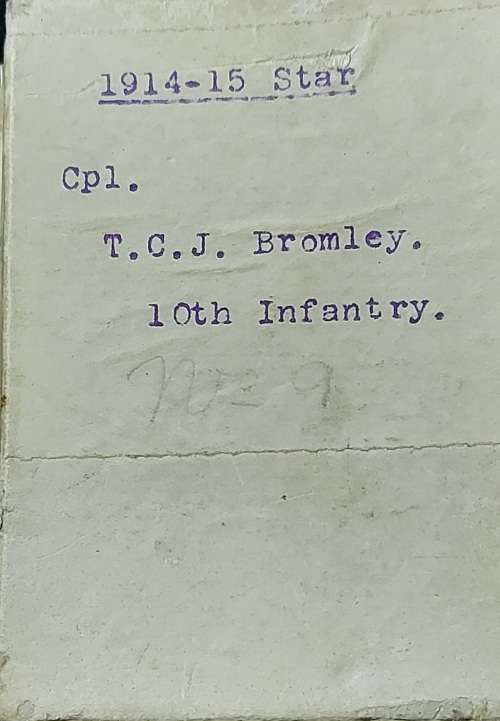 1914-15 Star
Cpl.
T.C.J. Bromley.
10th Infantry.